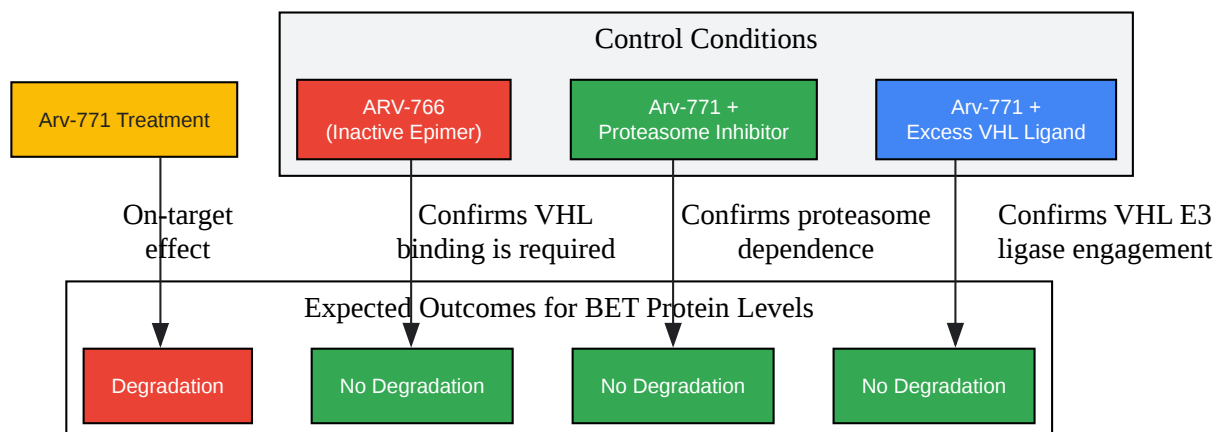 Control Conditions
Arv-771 Treatment
ARV-766
(Inactive Epimer)
Arv-771 +
Proteasome Inhibitor
Arv-771 +
Excess VHL Ligand
On-target
effect
Confirms VHL
binding is required
Confirms proteasome
dependence
Confirms VHL E3
ligase engagement
Expected Outcomes for BET Protein Levels
Degradation
No Degradation
No Degradation
No Degradation